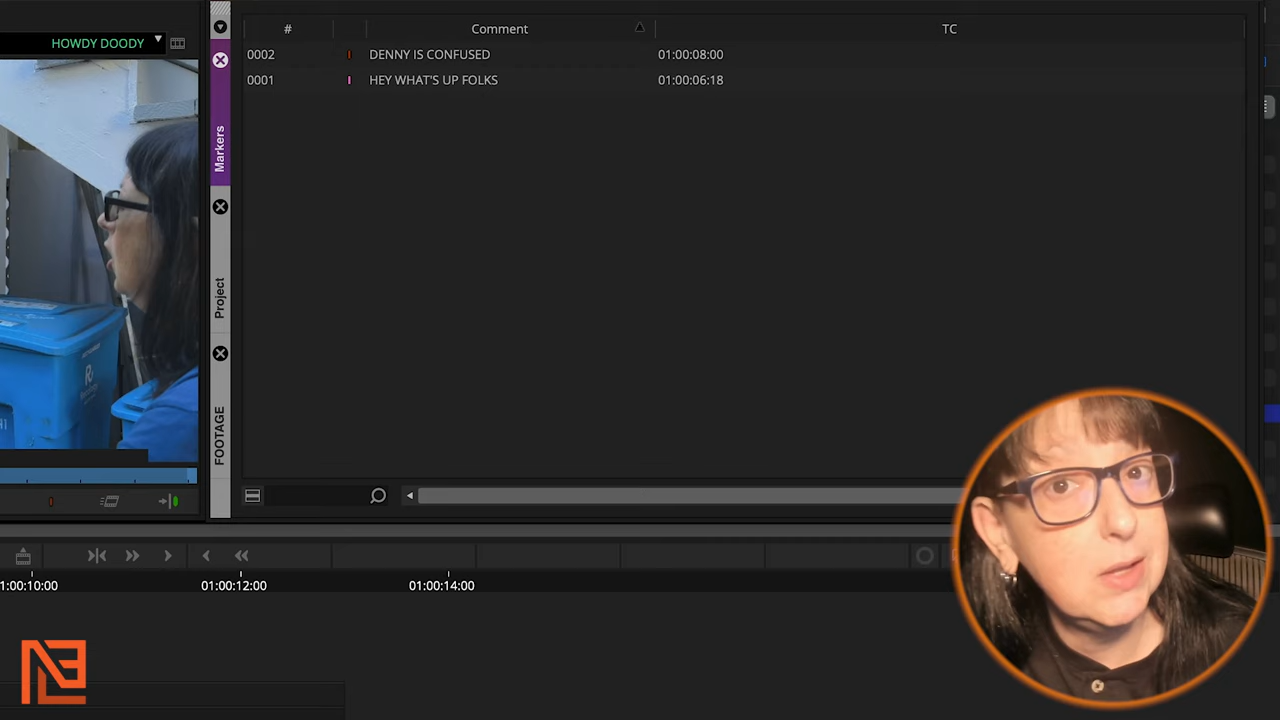 HOWDY DOODY
# Comment TC
0002 DENNY IS CONFUSED 01:00:08:00
0001 HEY WHAT'S UP FOLKS 01:00:06:18
Markers
Project
FOOTAGE
1:00:10:00 01:00:12:00 01:00:14:00